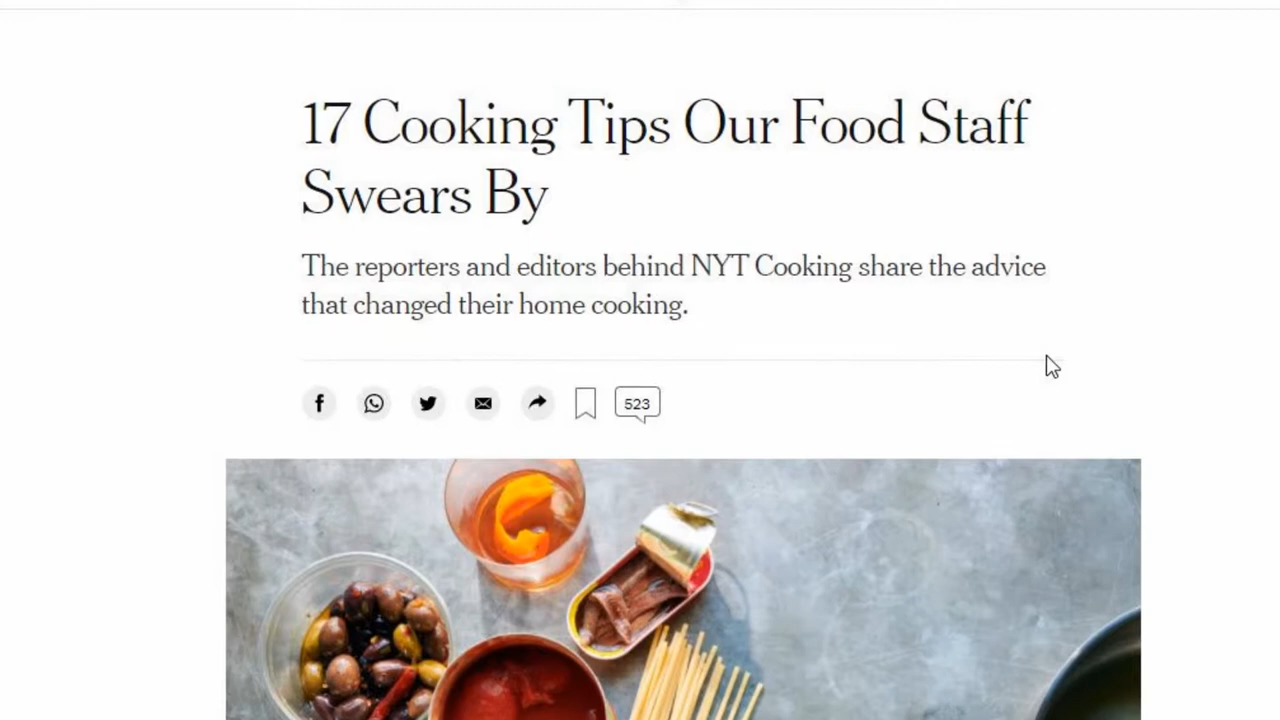 17 Cooking Tips Our Food Staff
Swears By
The reporters and editors behind NYT Cooking share the advice
that changed their home cooking.
523